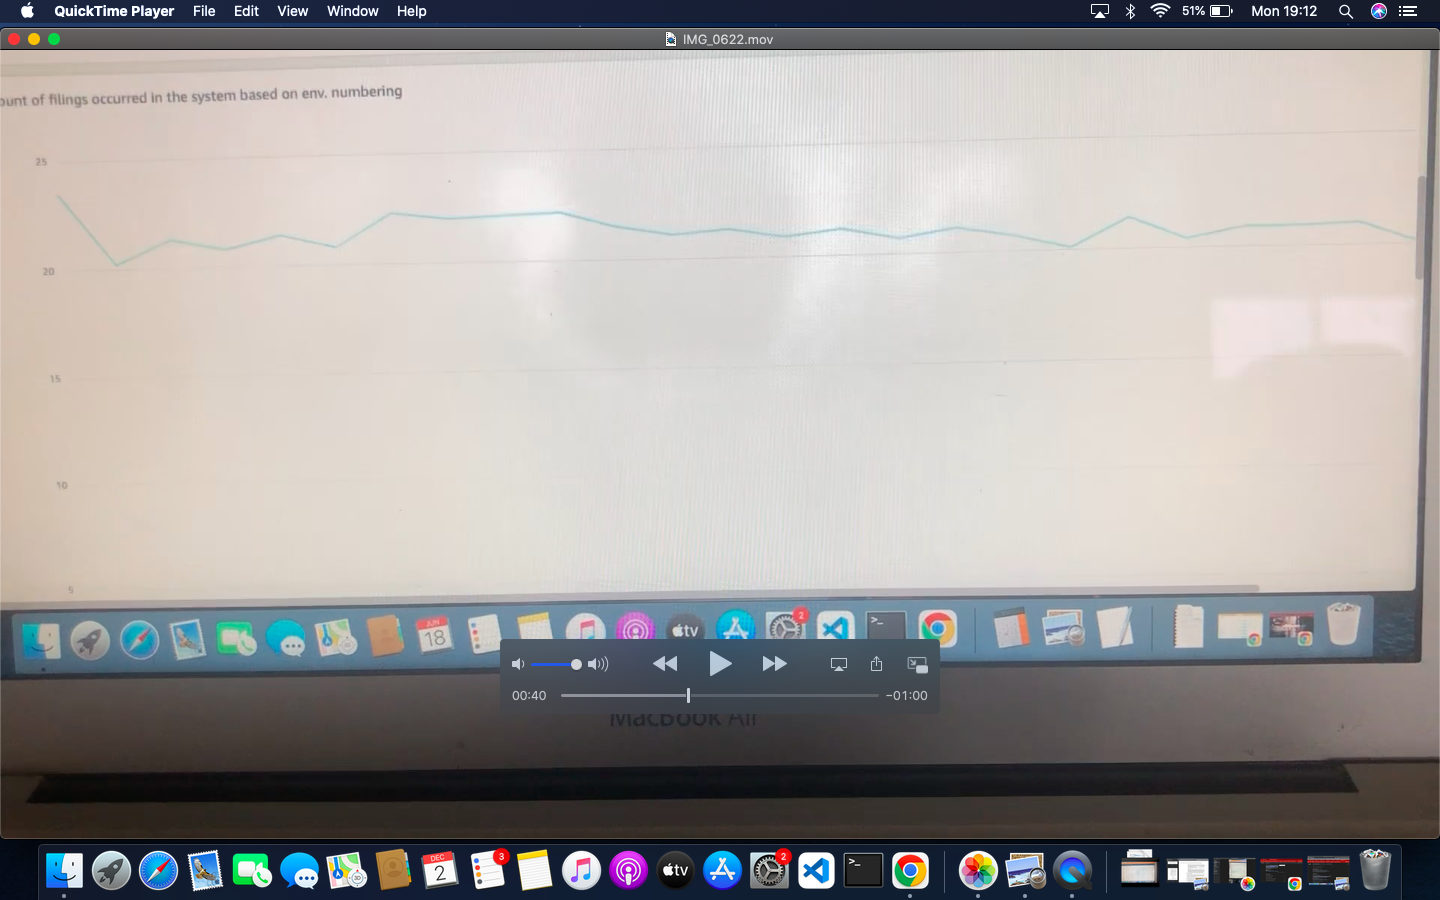 QuickTime Player File Edit View Window Help 51% Mon 19:12
IMG_0622.mov
ount of filings occurred in the system based on env. numbering
25
20
15
10
5
JUN
18
2
tv
>_
00:40
-01:00
MacBook Air
DEC
2
3D
3
tv
2
>_